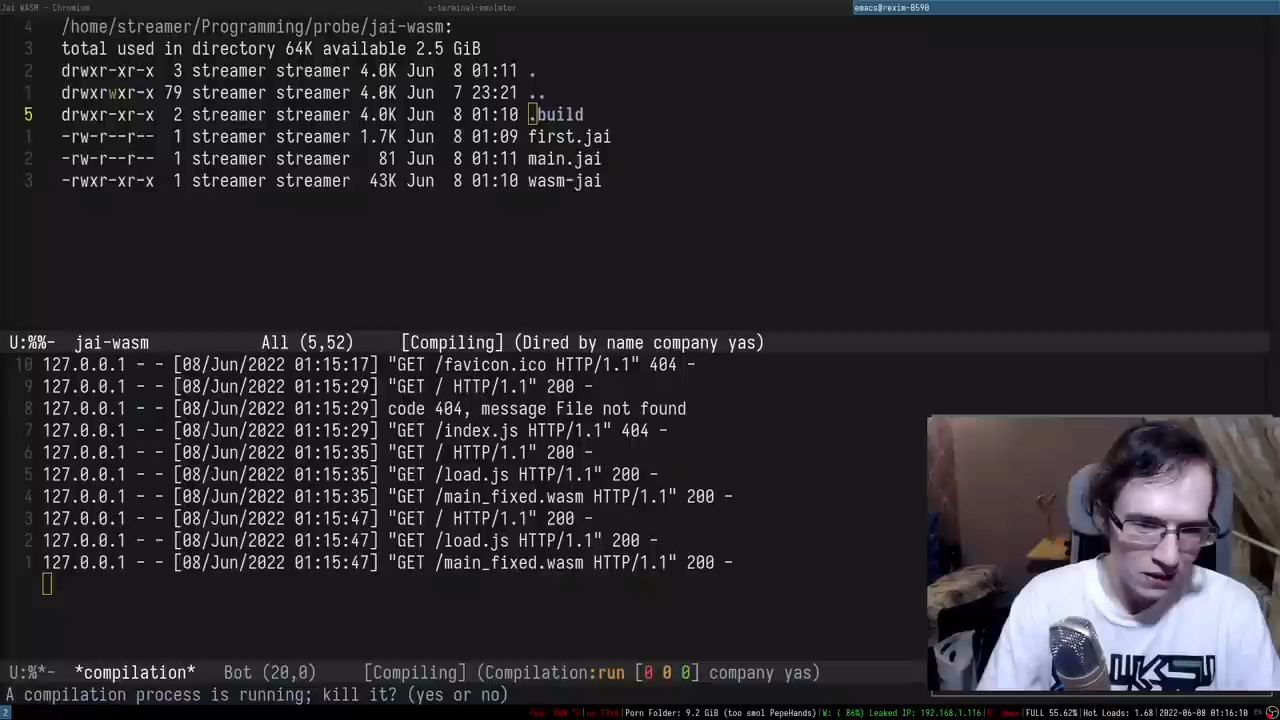 Jai WASM - Chromium
x-terminal-emulator
emacs@rexim-B590
4 /home/streamer/Programming/probe/jai-wasm:
3 total used in directory 64K available 2.5 GiB
2 drwxr-xr-x 3 streamer streamer 4.0K Jun 8 01:11 .
1 drwxrwxr-x 79 streamer streamer 4.0K Jun 7 23:21 ..
5 drwxr-xr-x 2 streamer streamer 4.0K Jun 8 01:10 .build
1 -rw-r--r-- 1 streamer streamer 1.7K Jun 8 01:09 first.jai
2 -rw-r--r-- 1 streamer streamer 81 Jun 8 01:11 main.jai
3 -rwxr-xr-x 1 streamer streamer 43K Jun 8 01:10 wasm-jai
U:%%- jai-wasm All (5,52) [Compiling] (Dired by name company yas)
10 127.0.0.1 - - [08/Jun/2022 01:15:17] "GET /favicon.ico HTTP/1.1" 404 -
9 127.0.0.1 - - [08/Jun/2022 01:15:29] "GET / HTTP/1.1" 200 -
8 127.0.0.1 - - [08/Jun/2022 01:15:29] code 404, message File not found
7 127.0.0.1 - - [08/Jun/2022 01:15:29] "GET /index.js HTTP/1.1" 404 -
6 127.0.0.1 - - [08/Jun/2022 01:15:35] "GET / HTTP/1.1" 200 -
5 127.0.0.1 - - [08/Jun/2022 01:15:35] "GET /load.js HTTP/1.1" 200 -
4 127.0.0.1 - - [08/Jun/2022 01:15:35] "GET /main_fixed.wasm HTTP/1.1" 200 -
3 127.0.0.1 - - [08/Jun/2022 01:15:47] "GET / HTTP/1.1" 200 -
2 127.0.0.1 - - [08/Jun/2022 01:15:47] "GET /load.js HTTP/1.1" 200 -
1 127.0.0.1 - - [08/Jun/2022 01:15:47] "GET /main_fixed.wasm HTTP/1.1" 200 -
U:%*- *compilation* Bot (20,0) [Compiling] (Compilation:run [0 0 0] company yas)
A compilation process is running; kill it? (yes or no)
2
Porn Folder: 9.2 GiB (too smol PepeHands)|W: ( 86%) Leaked IP: 192.168.1.116
FULL 55.62%|Hot Loads: 1.68|2022-06-08 01:16:10